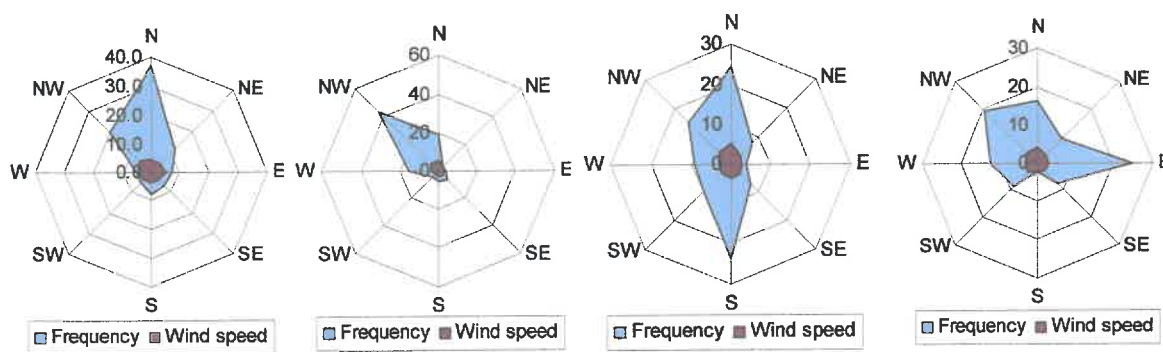 N
40.0
30.0
20.0
10.0
0.0
NW
NE
W
E
SW
SE
S
Frequency Wind speed
N
60
40
20
0
NW
NE
W
E
SW
SE
S
Frequency Wind speed
N
30
20
10
0
NW
NE
W
E
SW
SE
S
Frequency Wind speed
N
30
20
10
0
NW
NE
W
E
SW
SE
S
Frequency Wind speed